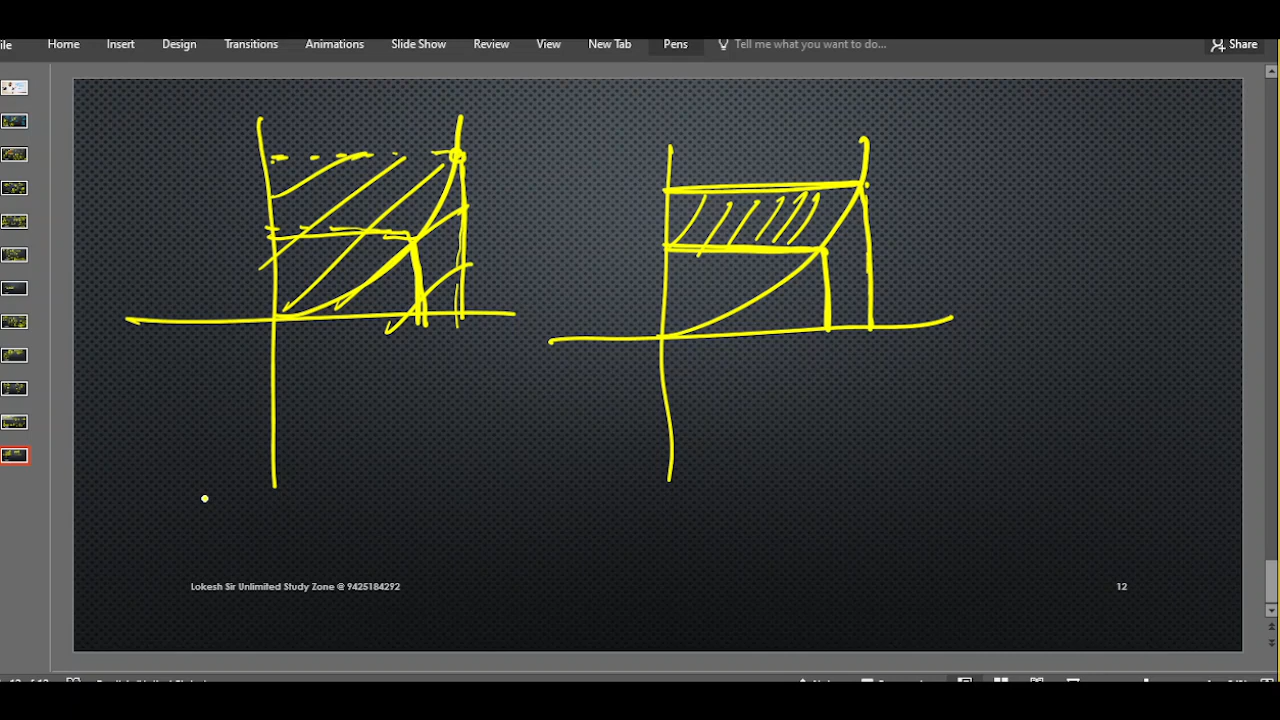 Home Insert Design Transitions Animations Slide Show Review View New Tab Pens Tell me what you want to do... Share
Lokesh Sir Unlimited Study Zone @ 9425184292 12